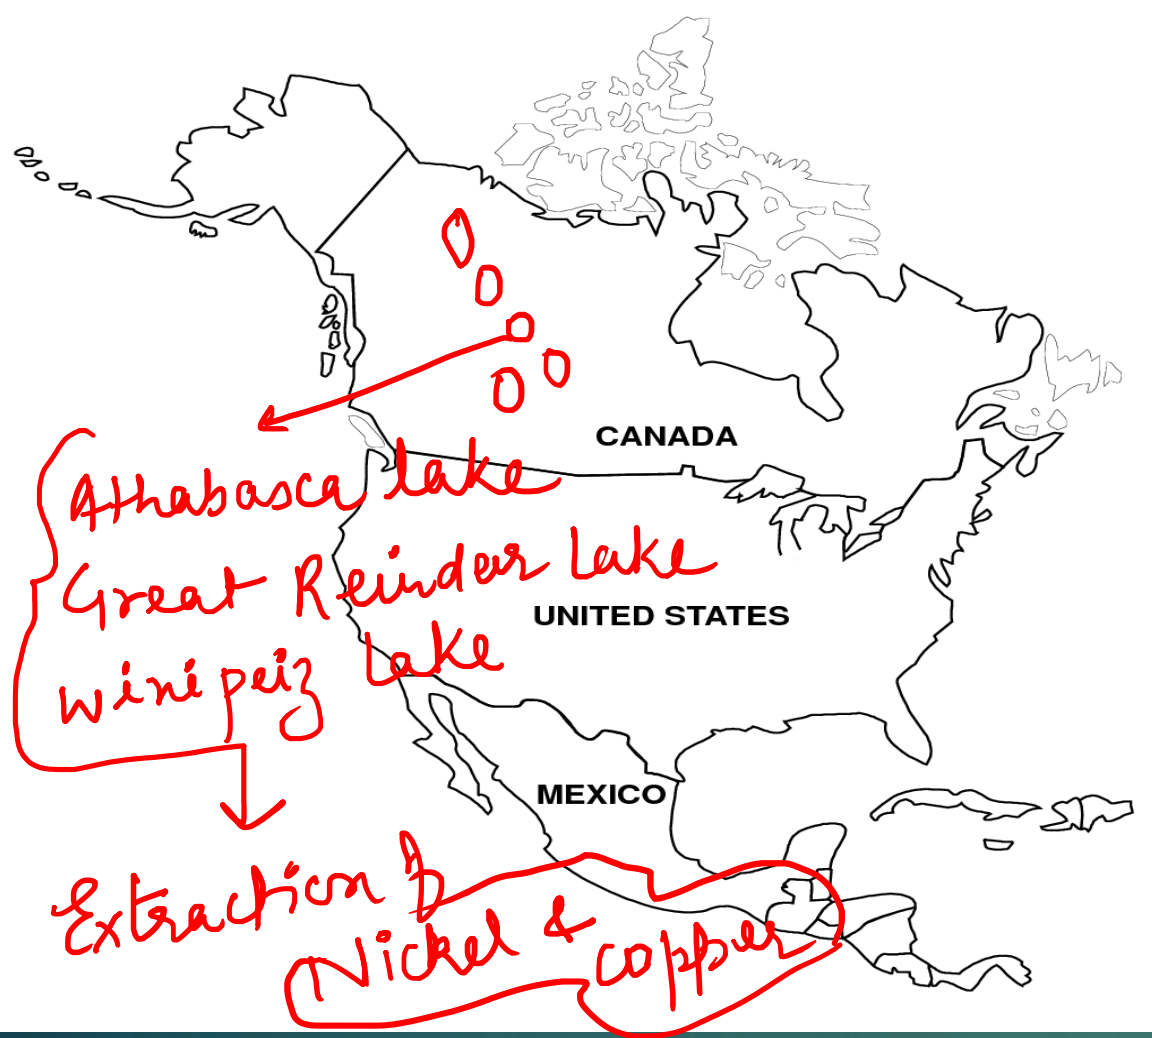 CANADA
Athabasca lake
Great Reinder Lake
UNITED STATES
Winipeiz Lake
MEXICO
Extraction of
Nickel & Copper